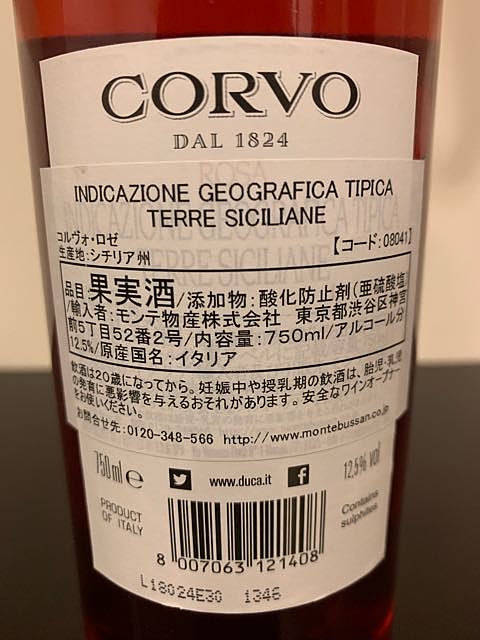 CORVO
DAL 1824
ROSA
INDICAZIONE GEOGRAFICA TIPICA
TERRE SICILIANE
コルヴォ・ロゼ
生産地:シチリア州 【コード:08041】
品目:果実酒/添加物:酸化防止剤(亜硫酸塩)
/輸入者:モンテ物産株式会社 東京都渋谷区神宮
前5丁目52番2号/内容量:750ml/アルコール分
12.5%/原産国名:イタリア
飲酒は20歳になってから。妊娠中や授乳期の飲酒は、胎児・乳児
の発育に悪影響を与えるおそれがあります。安全なワインオープナー
をお使いください。
お問合せ先:0120-348-566 http://www.montebussan.co.jp
750 ml e
www.duca.it
12,5% vol
PRODUCT
OF ITALY
Contains
sulphites
8 007063 121408
L18024E30 1346